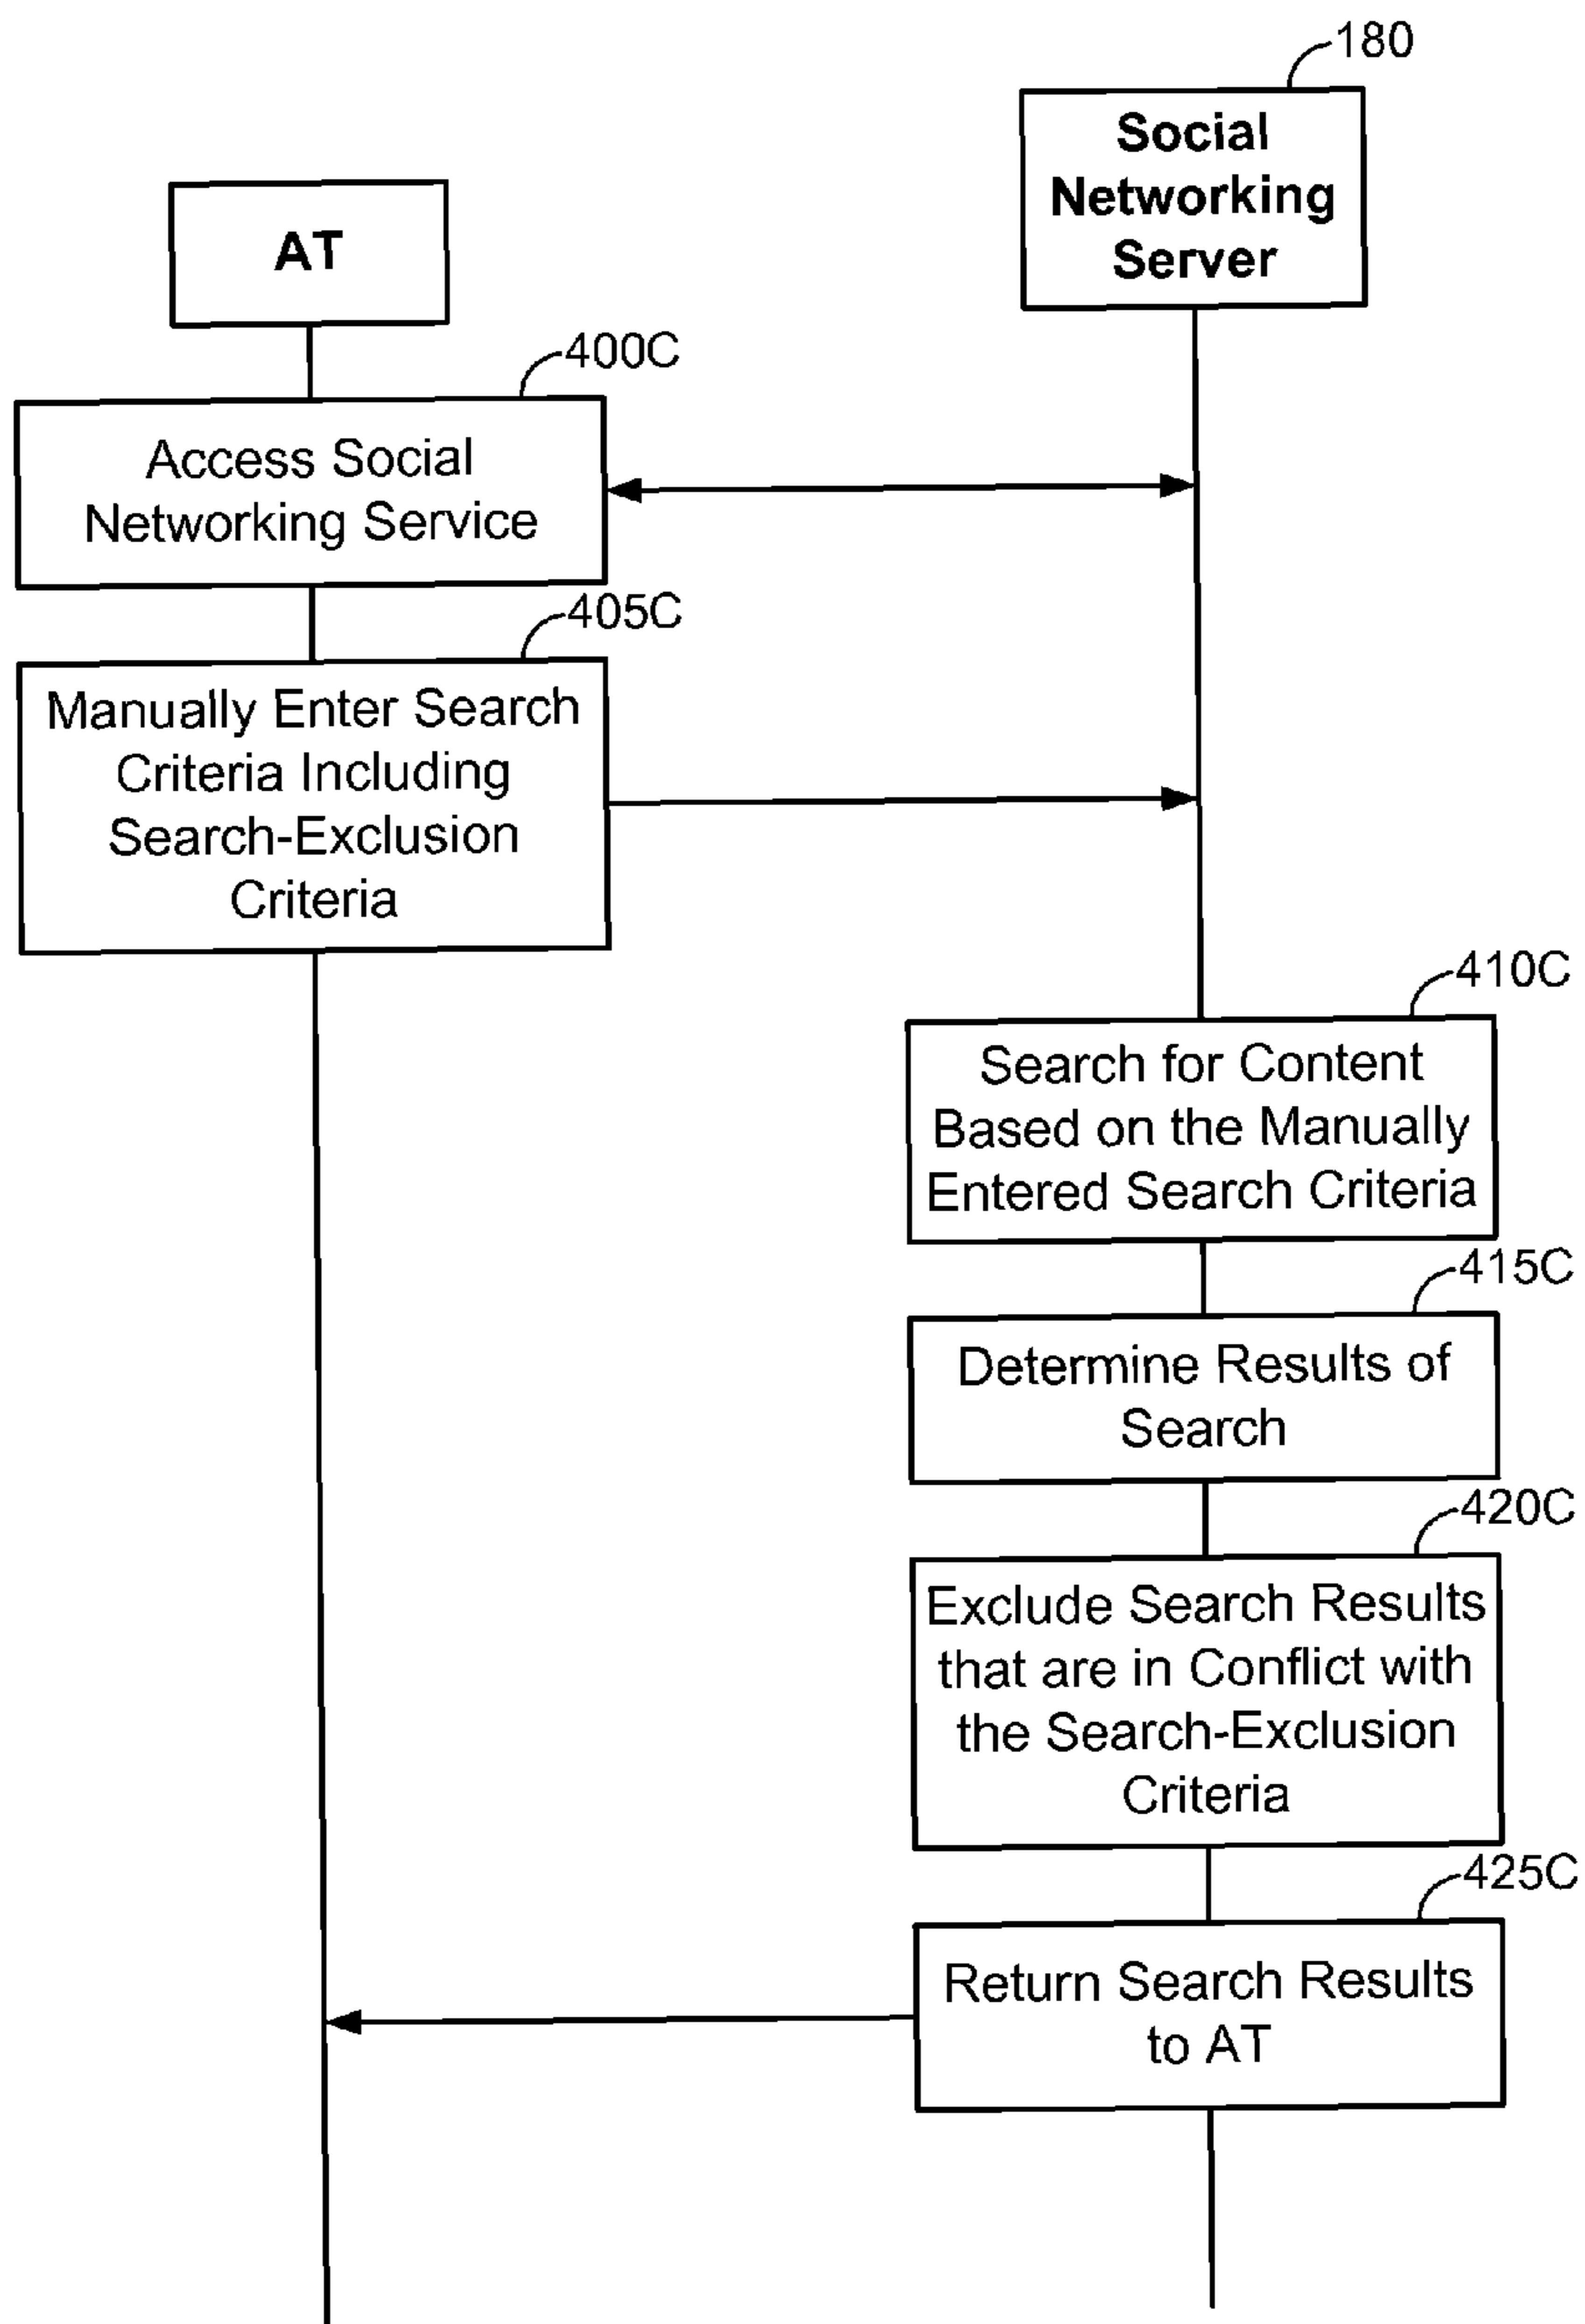 180
Social
Networking
Server
AT
400C
Access Social
Networking Service
405C
Manually Enter Search
Criteria Including
Search-Exclusion
Criteria
410C
Search for Content
Based on the Manually
Entered Search Criteria
415C
Determine Results of
Search
420C
Exclude Search Results
that are in Conflict with
the Search-Exclusion
Criteria
425C
Return Search Results
to AT